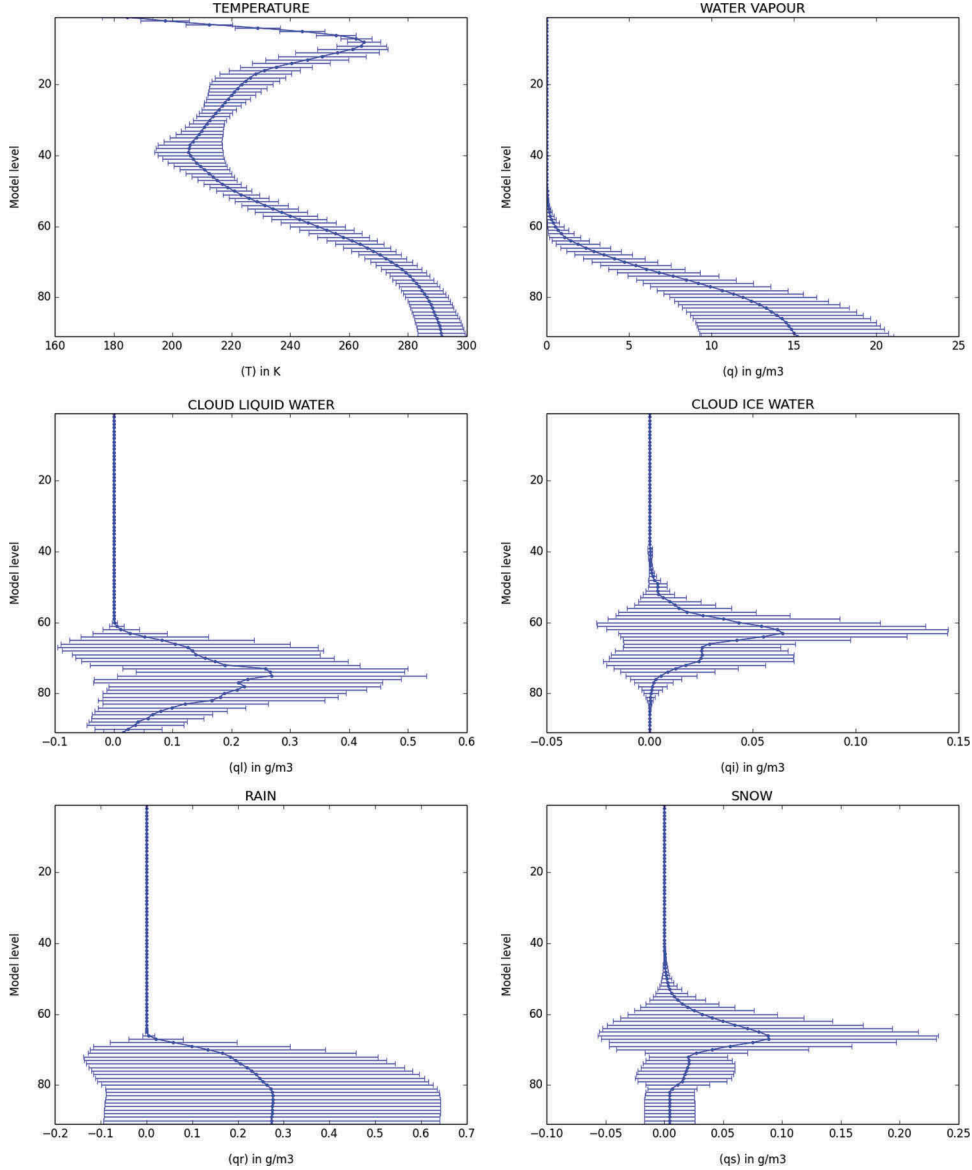 TEMPERATURE
Model level
20
40
60
80
160 180 200 220 240 260 280 300
(T) in K
WATER VAPOUR
Model level
20
40
60
80
0 5 10 15 20 25
(q) in g/m3
CLOUD LIQUID WATER
Model level
20
40
60
80
−0.1 0.0 0.1 0.2 0.3 0.4 0.5 0.6
(ql) in g/m3
CLOUD ICE WATER
Model level
20
40
60
80
−0.05 0.00 0.05 0.10 0.15
(qi) in g/m3
RAIN
Model level
20
40
60
80
−0.2 −0.1 0.0 0.1 0.2 0.3 0.4 0.5 0.6 0.7
(qr) in g/m3
SNOW
Model level
20
40
60
80
−0.10 −0.05 0.00 0.05 0.10 0.15 0.20 0.25
(qs) in g/m3